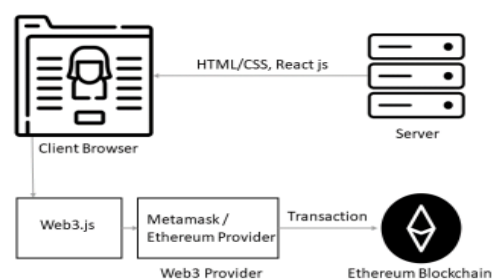 HTML/CSS, React js
Client Browser
Server
Web3.js
Metamask /
Ethereum Provider
Transaction
Web3 Provider
Ethereum Blockchain